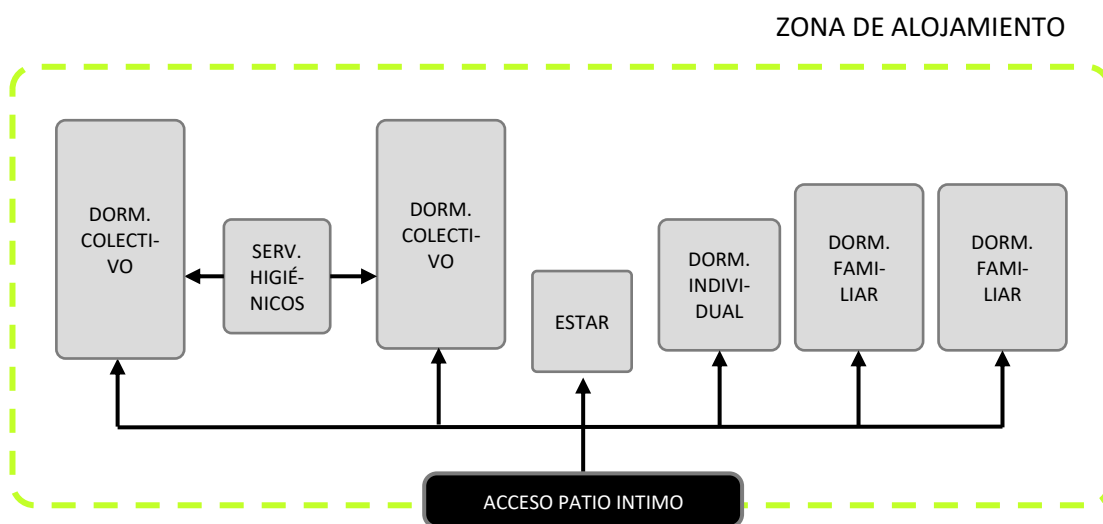 ZONA DE ALOJAMIENTO
DORM.
COLECTI-
VO
SERV.
HIGIÉ-
NICOS
DORM.
COLECTI-
VO
ESTAR
DORM.
INDIVI-
DUAL
DORM.
FAMI-
LIAR
DORM.
FAMI-
LIAR
ACCESO PATIO INTIMO